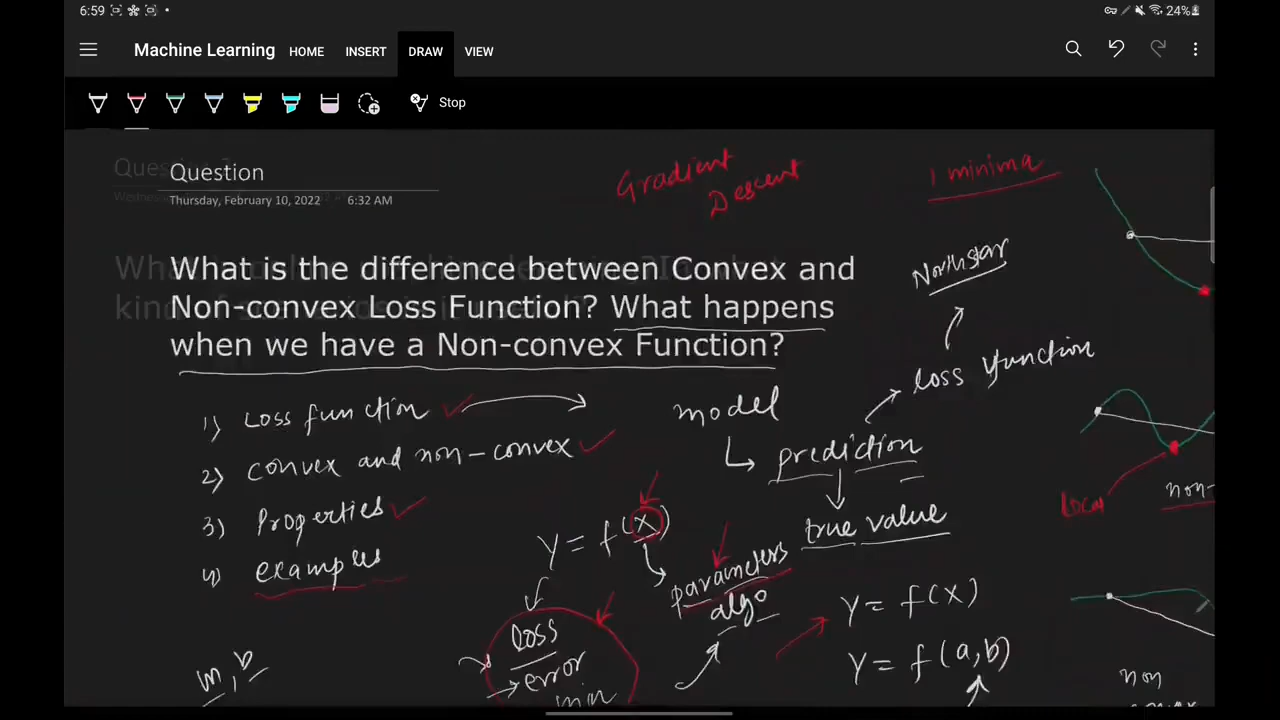 6:59
24%
Machine Learning HOME INSERT DRAW VIEW
Stop
Question
Thursday, February 10, 2022 6:32 AM
Gradient
Descent
1 minima
What is the difference between Convex and
Non-convex Loss Function? What happens
when we have a Non-convex Function?
Northstar
loss function
1) Loss function
2) Convex and non-convex
3) Properties
4) examples
model
prediction
true value
Y = f(x)
parameters
algo
loss
error
min
m, b
Y = f(x)
Y = f(a,b)
Local
non-
non